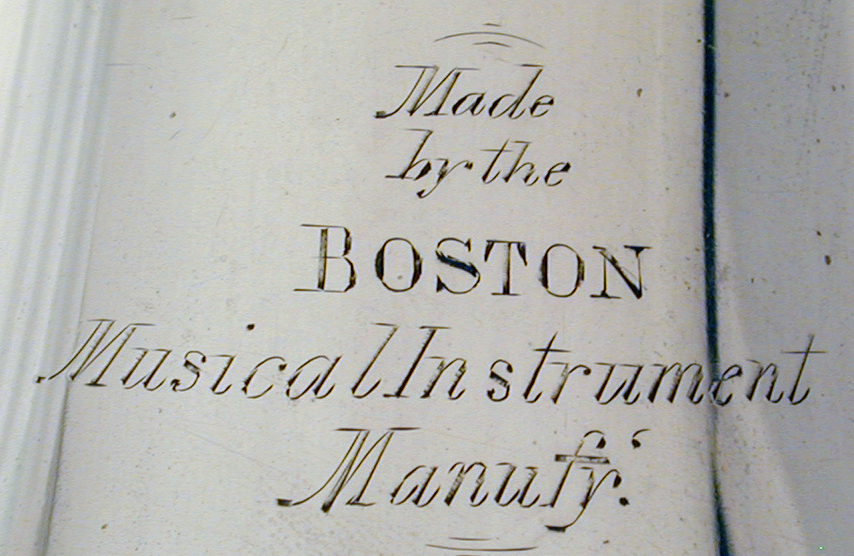 Made
by the
BOSTON
Musical Instrument
Manufy.